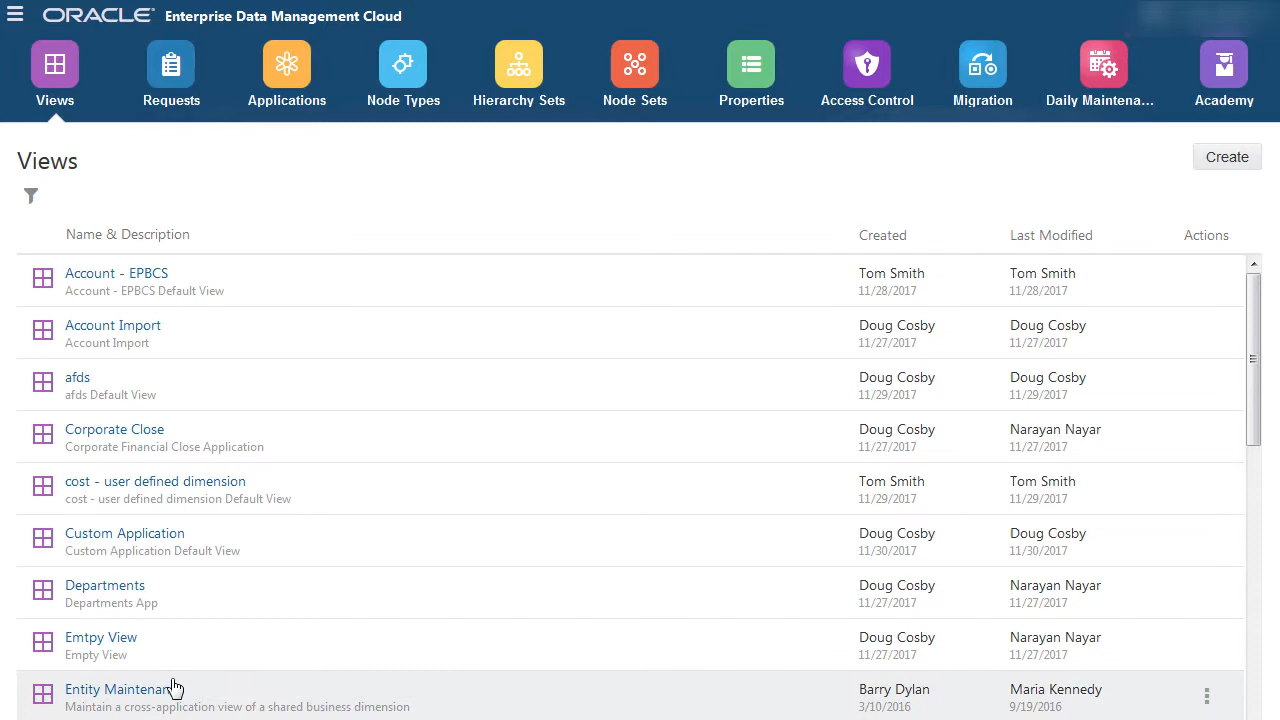 ORACLE Enterprise Data Management Cloud
Views Requests Applications Node Types Hierarchy Sets Node Sets Properties Access Control Migration Daily Maintena... Academy
Views
Create
Name & Description Created Last Modified Actions
Account - EPBCS Tom Smith Tom Smith
Account - EPBCS Default View 11/28/2017 11/28/2017
Account Import Doug Cosby Doug Cosby
Account Import 11/27/2017 11/27/2017
afds Doug Cosby Doug Cosby
afds Default View 11/29/2017 11/29/2017
Corporate Close Doug Cosby Narayan Nayar
Corporate Financial Close Application 11/27/2017 11/27/2017
cost - user defined dimension Tom Smith Tom Smith
cost - user defined dimension Default View 11/29/2017 11/29/2017
Custom Application Doug Cosby Doug Cosby
Custom Application Default View 11/30/2017 11/30/2017
Departments Doug Cosby Narayan Nayar
Departments App 11/27/2017 11/27/2017
Emtpy View Doug Cosby Narayan Nayar
Empty View 11/27/2017 11/27/2017
Entity Maintenan Barry Dylan Maria Kennedy
Maintain a cross-application view of a shared business dimension 3/10/2016 9/19/2016